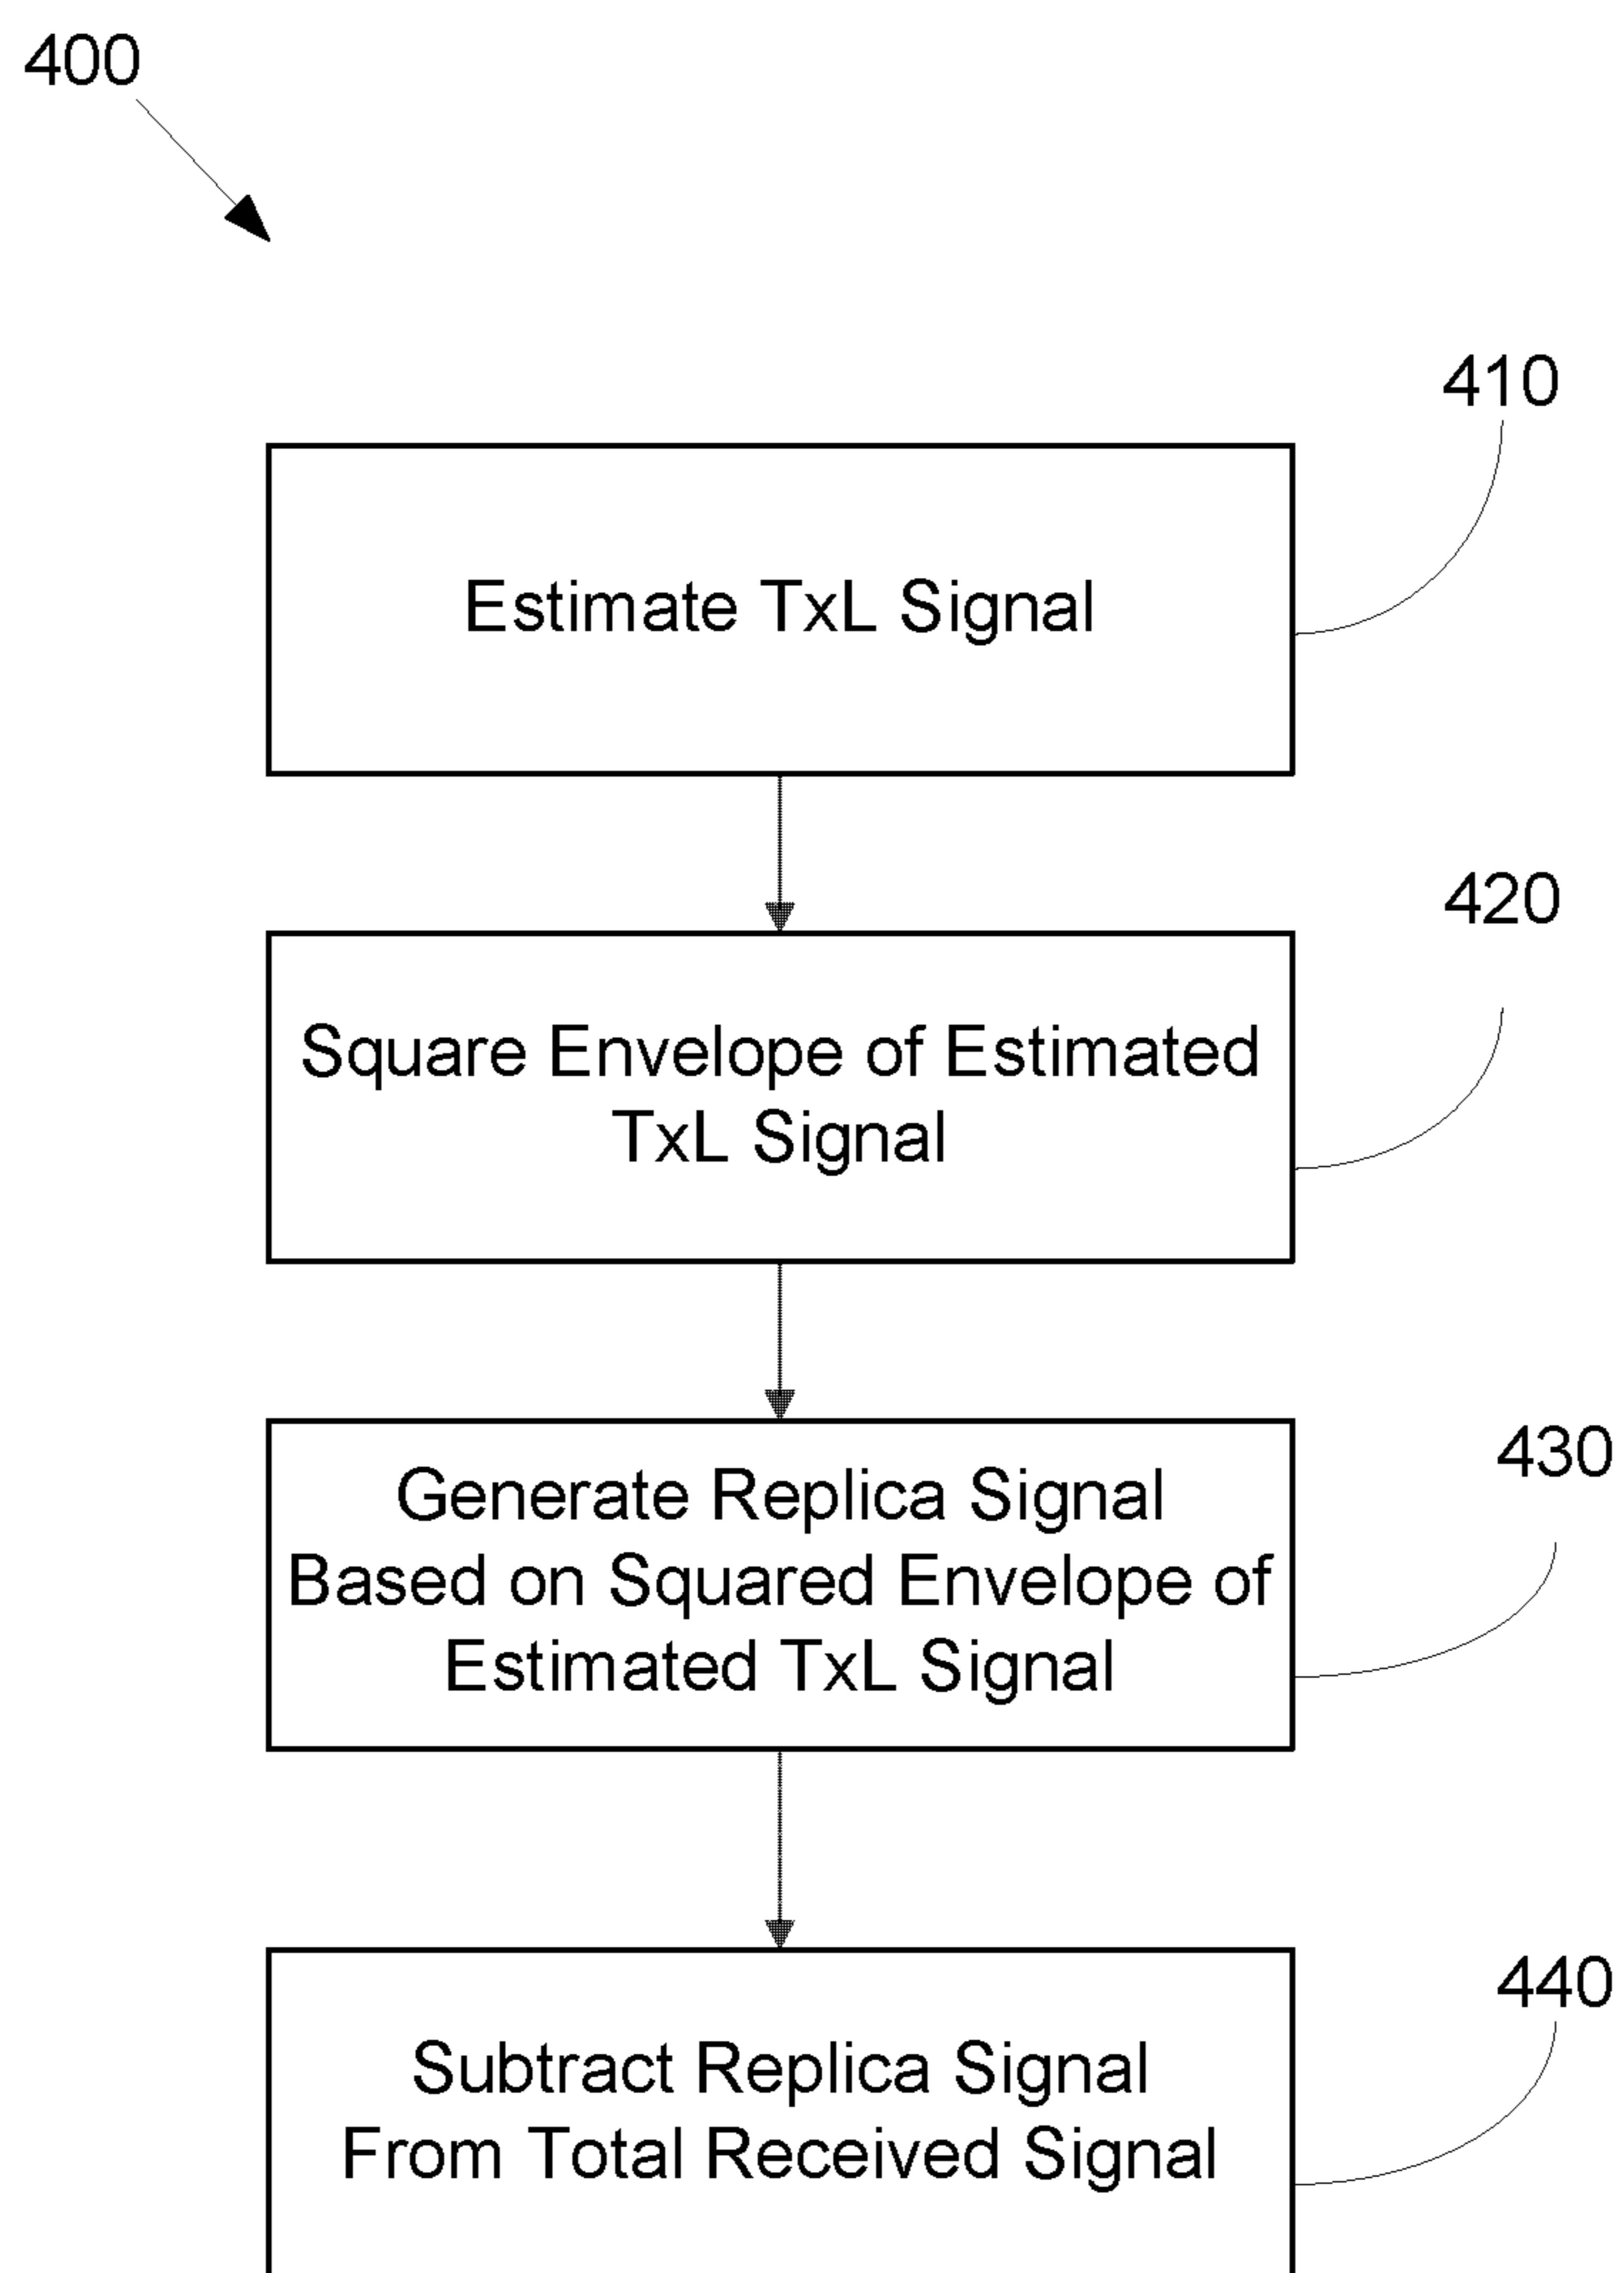 400
410
Estimate TxL Signal
420
Square Envelope of Estimated
TxL Signal
430
Generate Replica Signal
Based on Squared Envelope of
Estimated TxL Signal
440
Subtract Replica Signal
From Total Received Signal